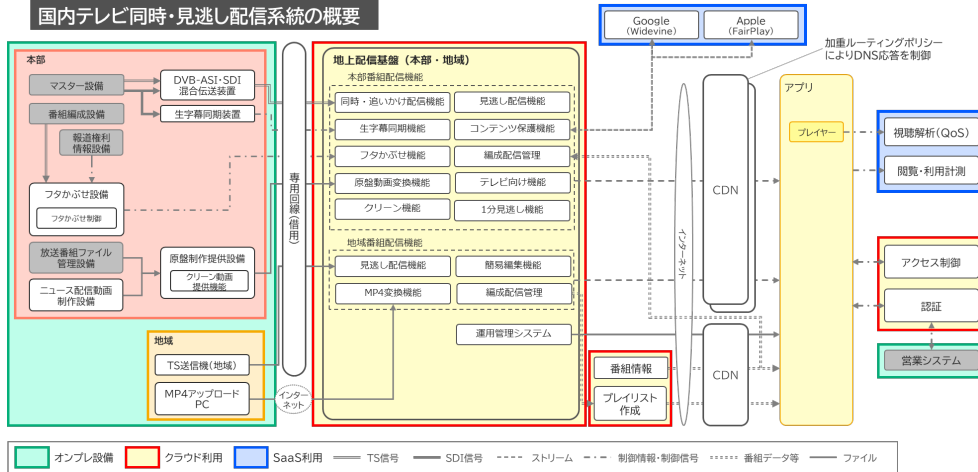 国内テレビ同時・見逃し配信系統の概要
Google
(Widevine)
Apple
(FairPlay)
加重ルーティングポリシー
によりDNS応答を制御
本部
マスター設備
DVB-ASI・SDI
混合伝送装置
番組編成設備
生字幕同期装置
報道権利
情報設備
フタかぶせ設備
フタかぶせ制御
放送番組ファイル
管理設備
原盤制作提供設備
クリーン動画
提供機能
ニュース配信動画
制作設備
地域
TS送信機(地域)
MP4アップロード
PC
専用回線(借用)
インター
ネット
地上配信基盤(本部・地域)
本部番組配信機能
同時・追いかけ配信機能
見逃し配信機能
生字幕同期機能
コンテンツ保護機能
フタかぶせ機能
編成配信管理
原盤動画変換機能
テレビ向け機能
クリーン機能
1分見逃し機能
地域番組配信機能
見逃し配信機能
簡易編集機能
MP4変換機能
編成配信管理
運用管理システム
番組情報
プレイリスト
作成
インターネット
CDN
CDN
アプリ
プレイヤー
視聴解析(QoS)
閲覧・利用計測
アクセス制御
認証
営業システム
オンプレ設備
クラウド利用
SaaS利用
TS信号
SDI信号
ストリーム
制御情報・制御信号
番組データ等
ファイル